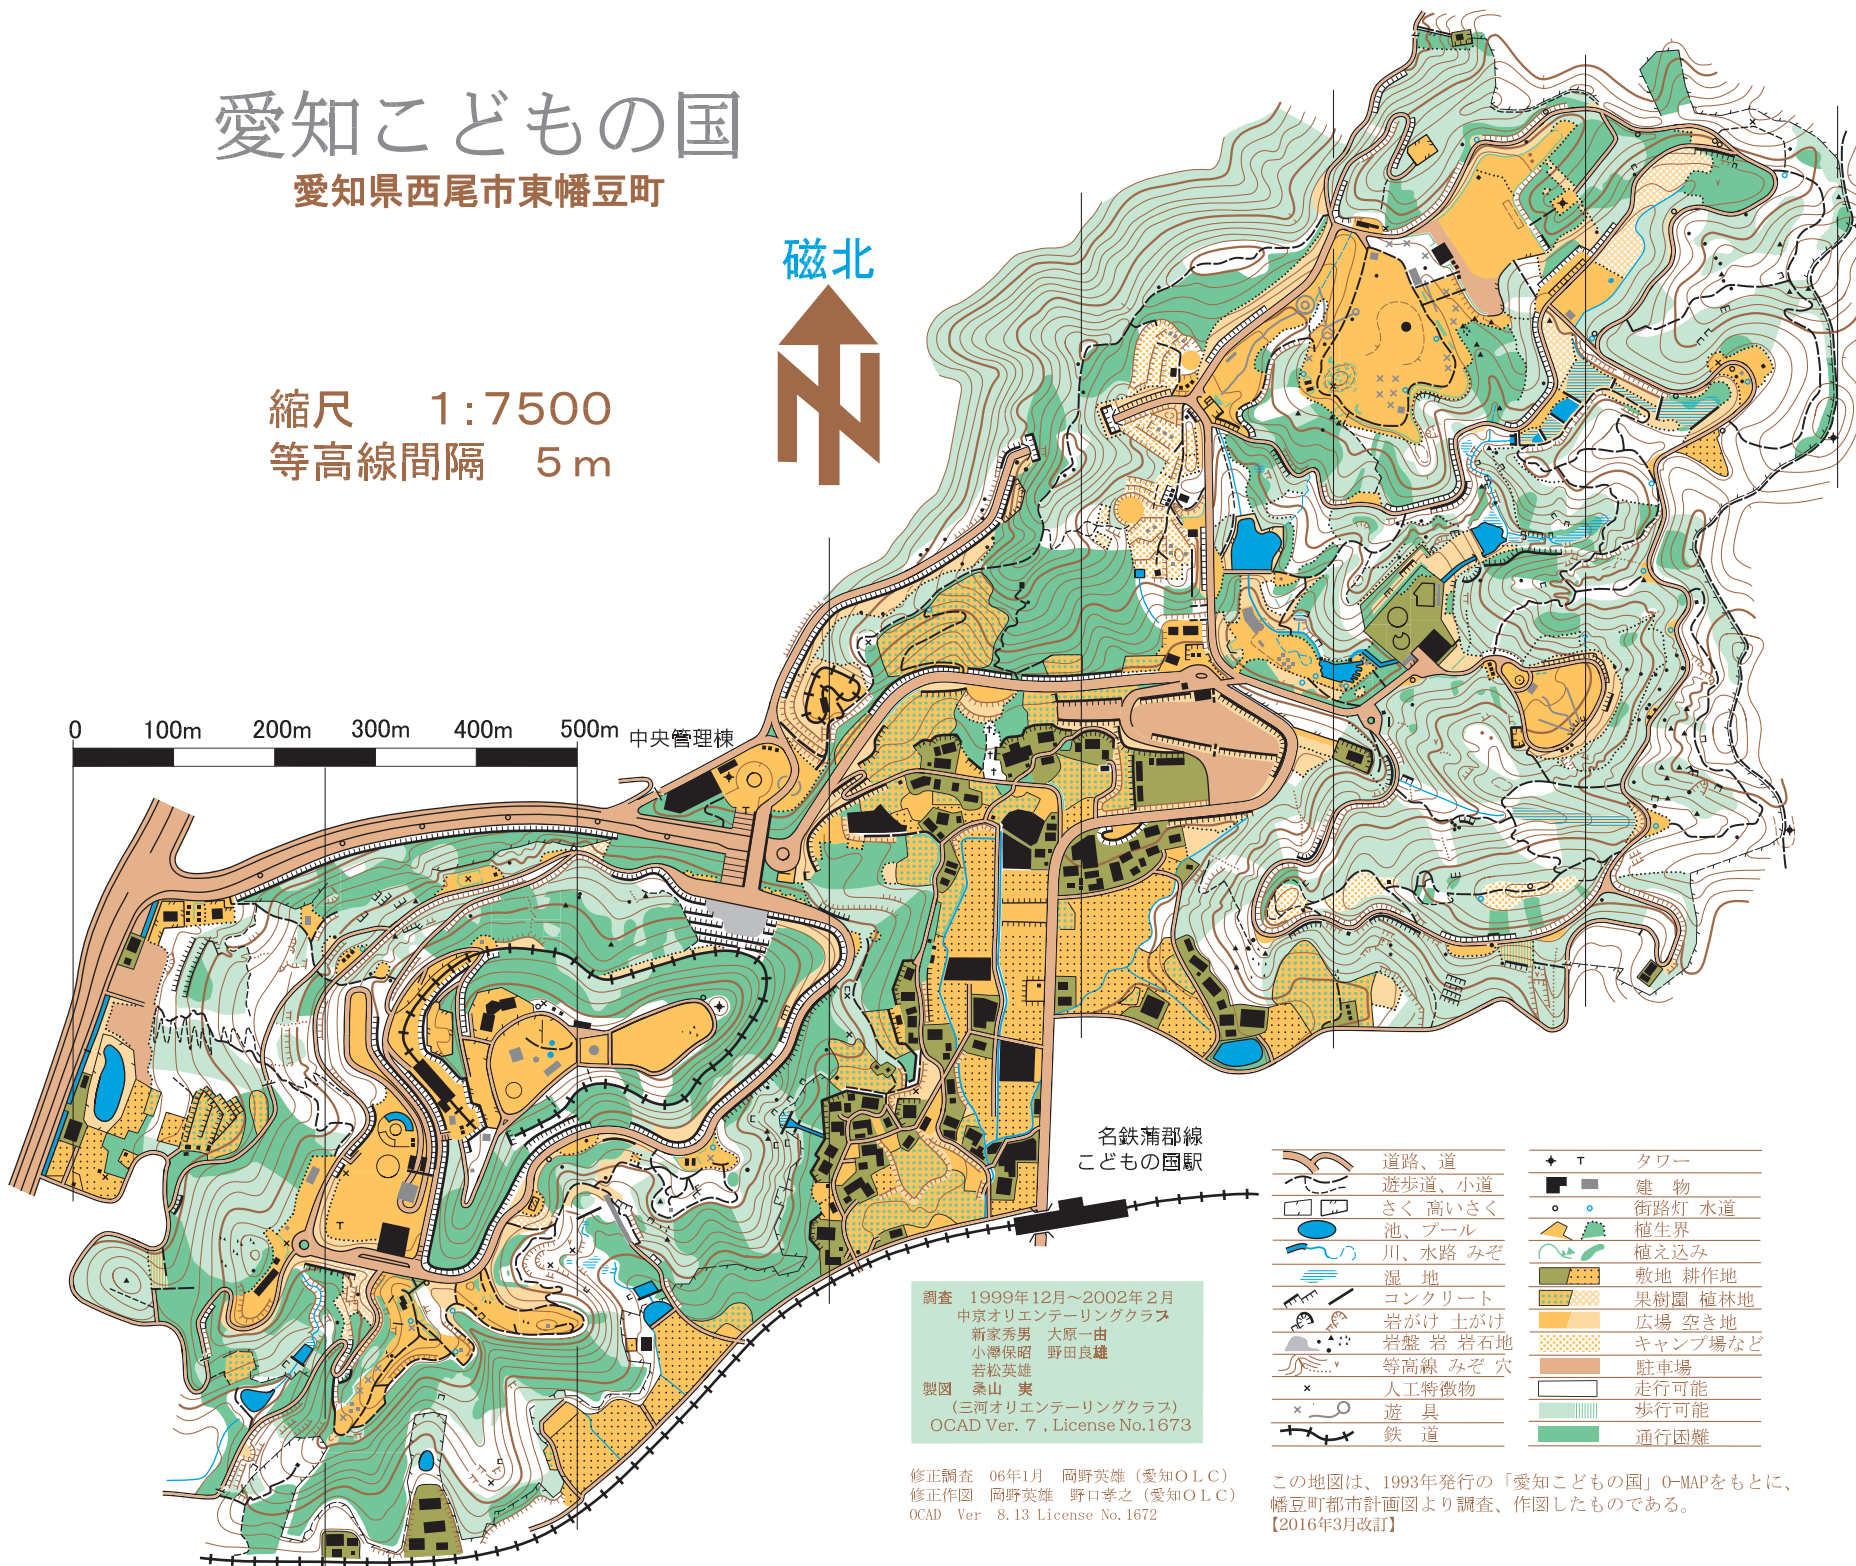 愛知こどもの国
愛知県西尾市東幡豆町
磁北
縮尺 1:7500
等高線間隔 5m
0 100m 200m 300m 400m 500m
中央管理棟
名鉄蒲郡線
こどもの国駅
調査 1999年12月~2002年2月
中京オリエンテーリングクラブ
新家秀男 大原一由
小澤保昭 野田良雄
若松英雄
製図 桑山 実
(三河オリエンテーリングクラブ)
OCAD Ver. 7 , License No.1673
修正調査 06年1月 岡野英雄(愛知OLC)
修正作図 岡野英雄 野口孝之(愛知OLC)
OCAD Ver 8.13 License No.1672
道路、道
遊歩道、小道
さく 高いさく
池、プール
川、水路 みぞ
湿 地
コンクリート
岩がけ 土がけ
岩盤 岩 岩石地
等高線 みぞ 穴
人工特徴物
遊 具
鉄 道
タワー
建 物
街路灯 水道
植生界
植え込み
敷地 耕作地
果樹園 植林地
広場 空き地
キャンプ場など
駐車場
走行可能
歩行可能
通行困難
この地図は、1993年発行の「愛知こどもの国」O-MAPをもとに、
幡豆町都市計画図より調査、作図したものである。
【2016年3月改訂】